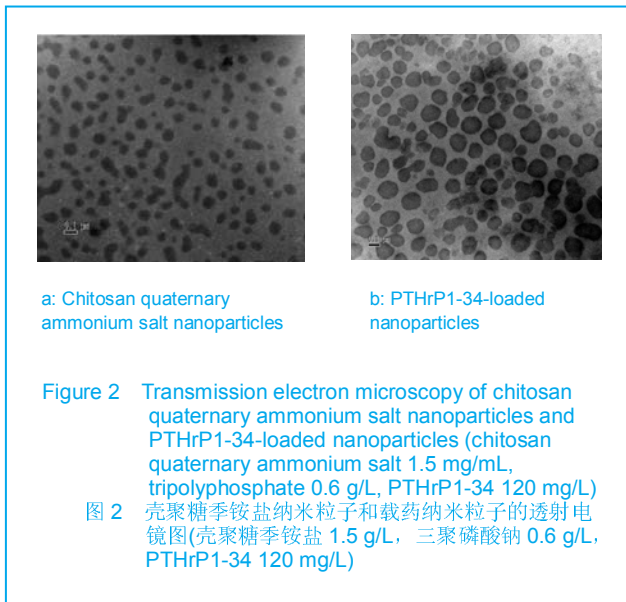 a: Chitosan quaternary
ammonium salt nanoparticles
b: PTHrP1-34-loaded
nanoparticles
Figure 2 Transmission electron microscopy of chitosan
quaternary ammonium salt nanoparticles and
PTHrP1-34-loaded nanoparticles (chitosan
quaternary ammonium salt 1.5 mg/mL,
tripolyphosphate 0.6 g/L, PTHrP1-34 120 mg/L)
图 2 壳聚糖季铵盐纳米粒子和载药纳米粒子的透射电
镜图(壳聚糖季铵盐 1.5 g/L，三聚磷酸钠 0.6 g/L，
PTHrP1-34 120 mg/L)